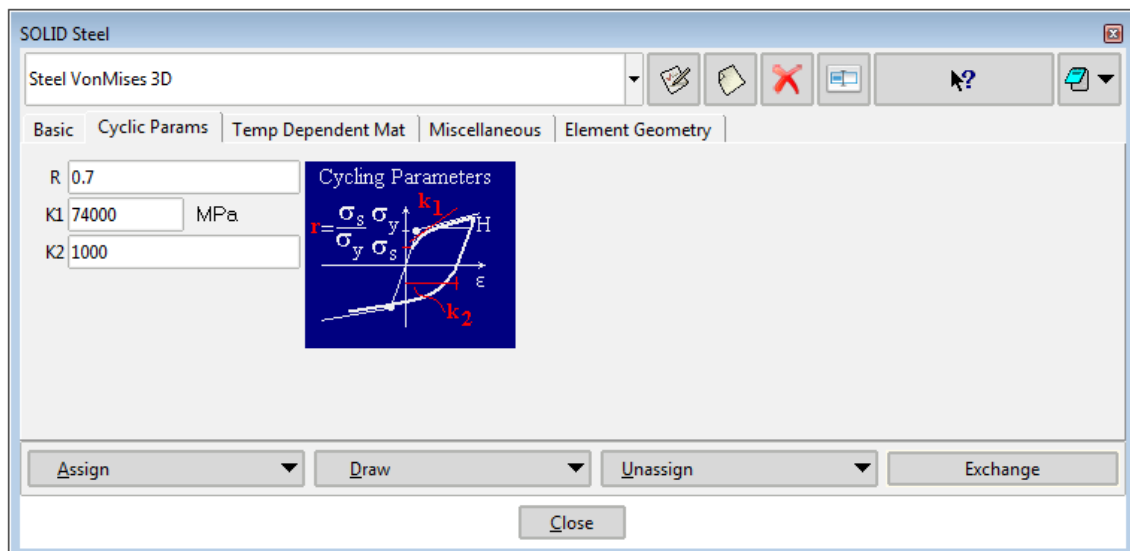 SOLID Steel
Steel VonMises 3D
?
Basic Cyclic Params Temp Dependent Mat Miscellaneous Element Geometry
R 0.7
K1 74000 MPa
K2 1000
Cycling Parameters
r=σs/σy σy σs k1 H
ε
k2
Assign Draw Unassign Exchange
Close